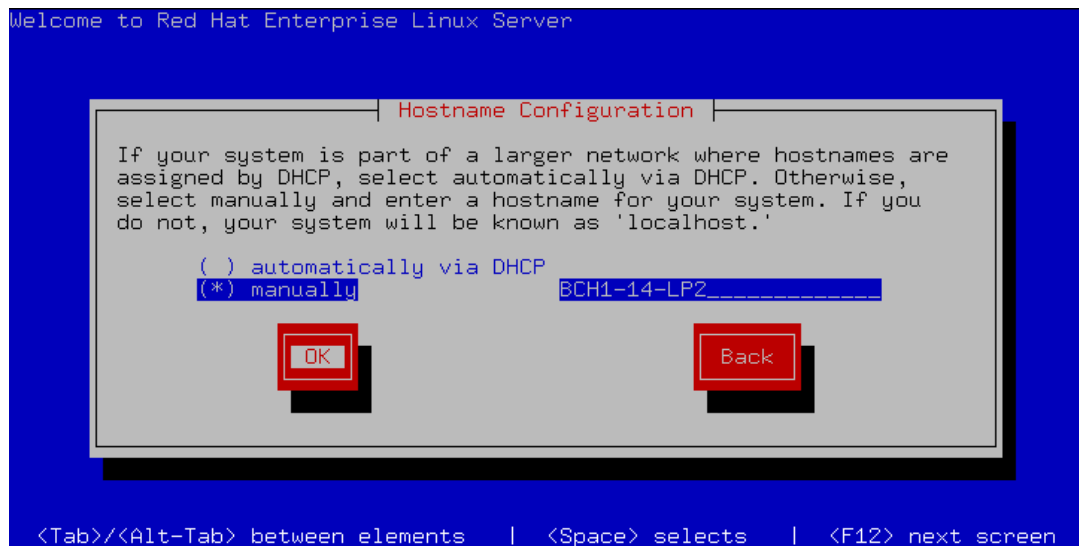 Welcome to Red Hat Enterprise Linux Server
Hostname Configuration
If your system is part of a larger network where hostnames are
assigned by DHCP, select automatically via DHCP. Otherwise,
select manually and enter a hostname for your system. If you
do not, your system will be known as 'localhost.'
( ) automatically via DHCP
(*) manually BCH1-14-LP2_____________
OK Back
<Tab>/<Alt-Tab> between elements | <Space> selects | <F12> next screen